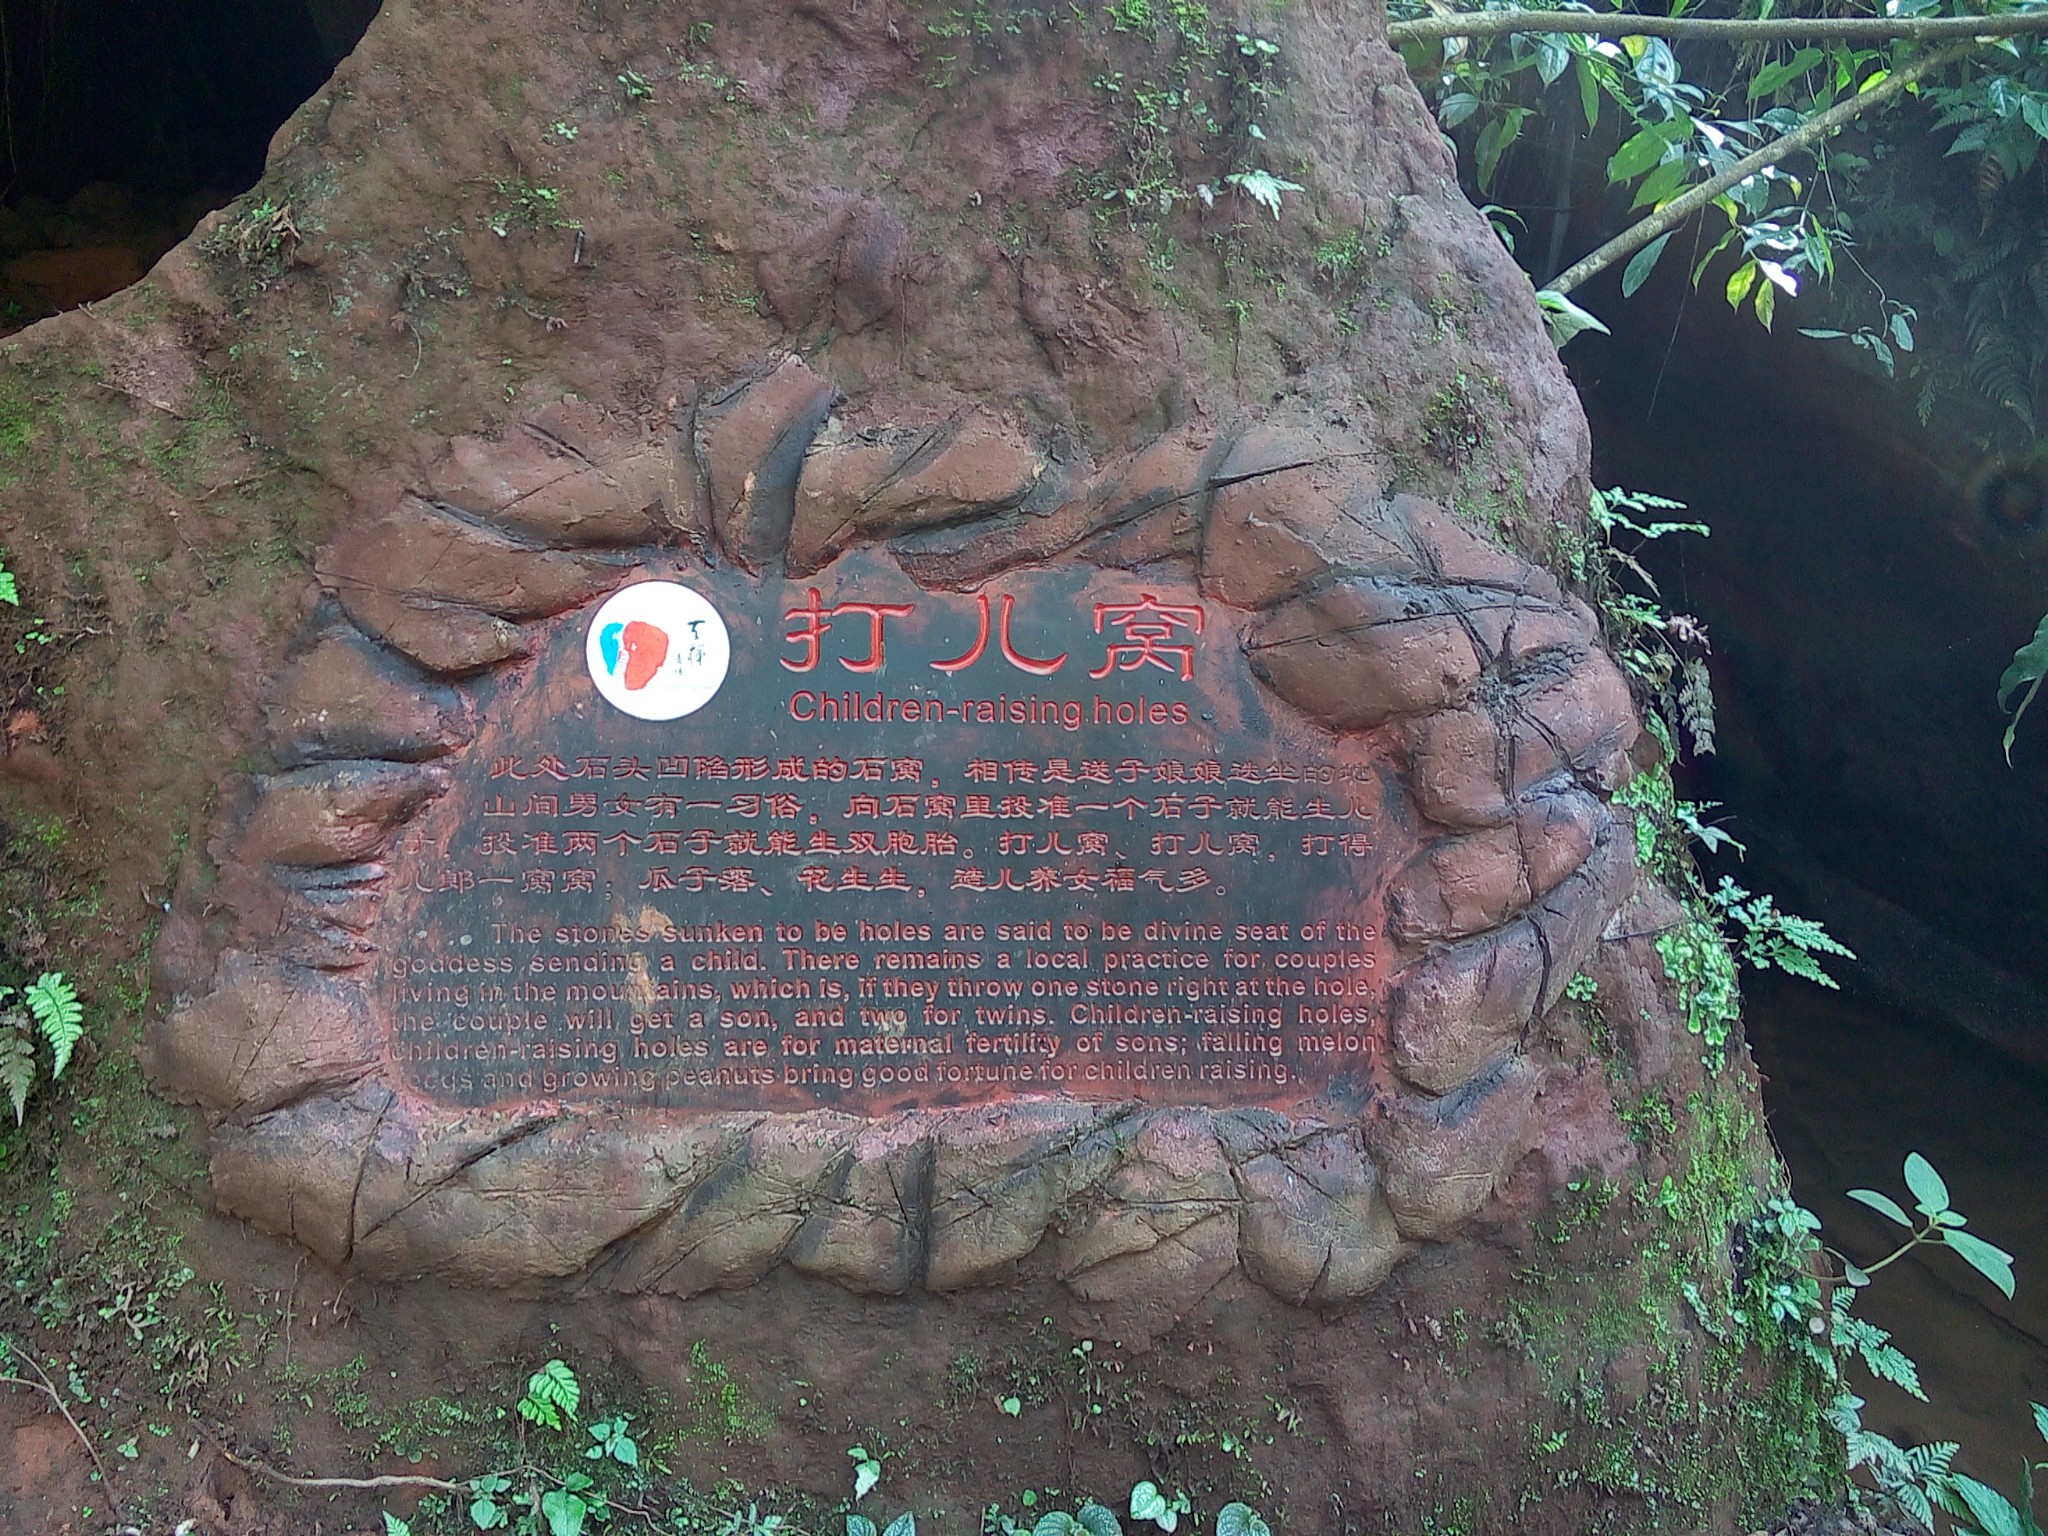 打儿窝
Children-raising holes
此处石头凹陷形成的石窝，相传是送子娘娘迭坐的地
山间男女有一习俗，向石窝里投准一个石子就能生儿
子，投准两个石子就能生双胞胎。打儿窝、打儿窝，打得
儿郎一窝窝；瓜子落、花生生，造儿养女福气多。
The stones sunken to be holes are said to be divine seat of the
goddess sending a child. There remains a local practice for couples
living in the mountains, which is, if they throw one stone right at the hole,
the couple will get a son, and two for twins. Children-raising holes,
children-raising holes are for maternal fertility of sons; falling melon
and growing peanuts bring good fortune for children raising.